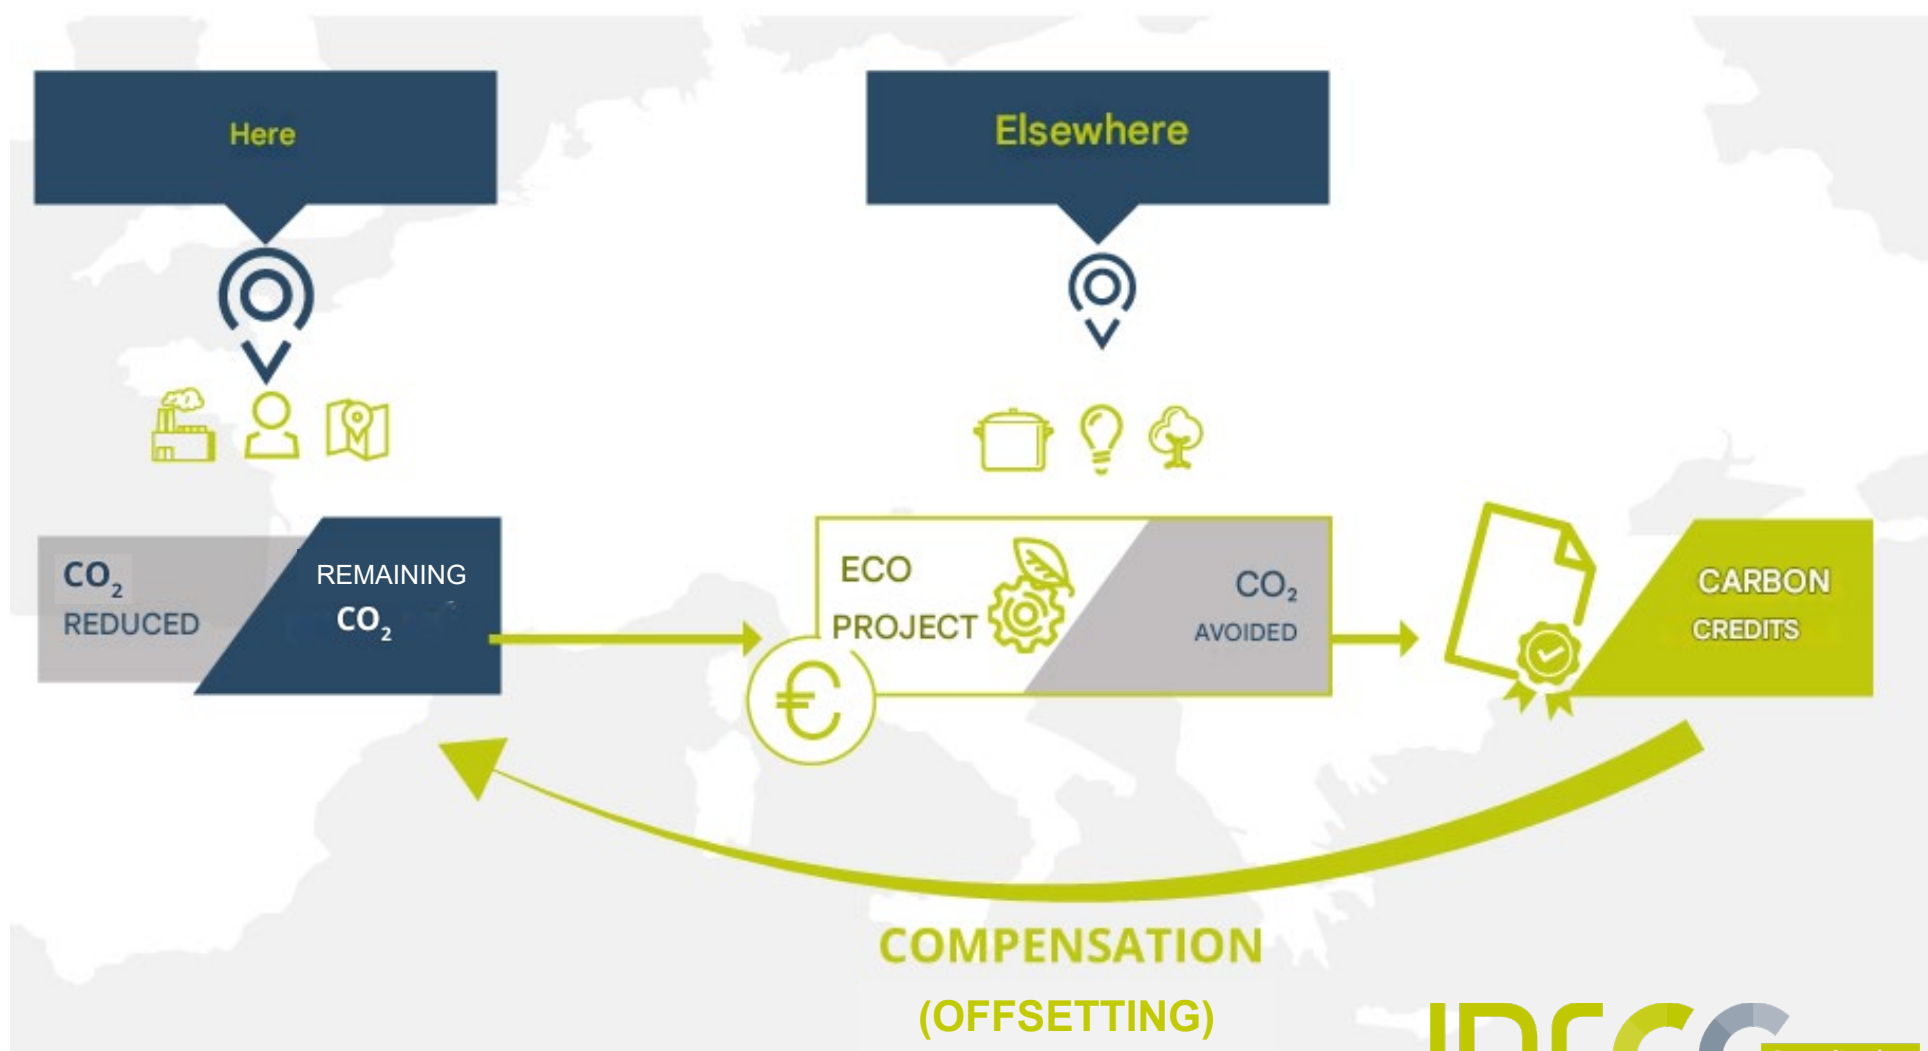 Here
Elsewhere
CO₂
REDUCED
REMAINING
CO₂
ECO
PROJECT
€
CO₂
AVOIDED
CARBON
CREDITS
COMPENSATION
(OFFSETTING)